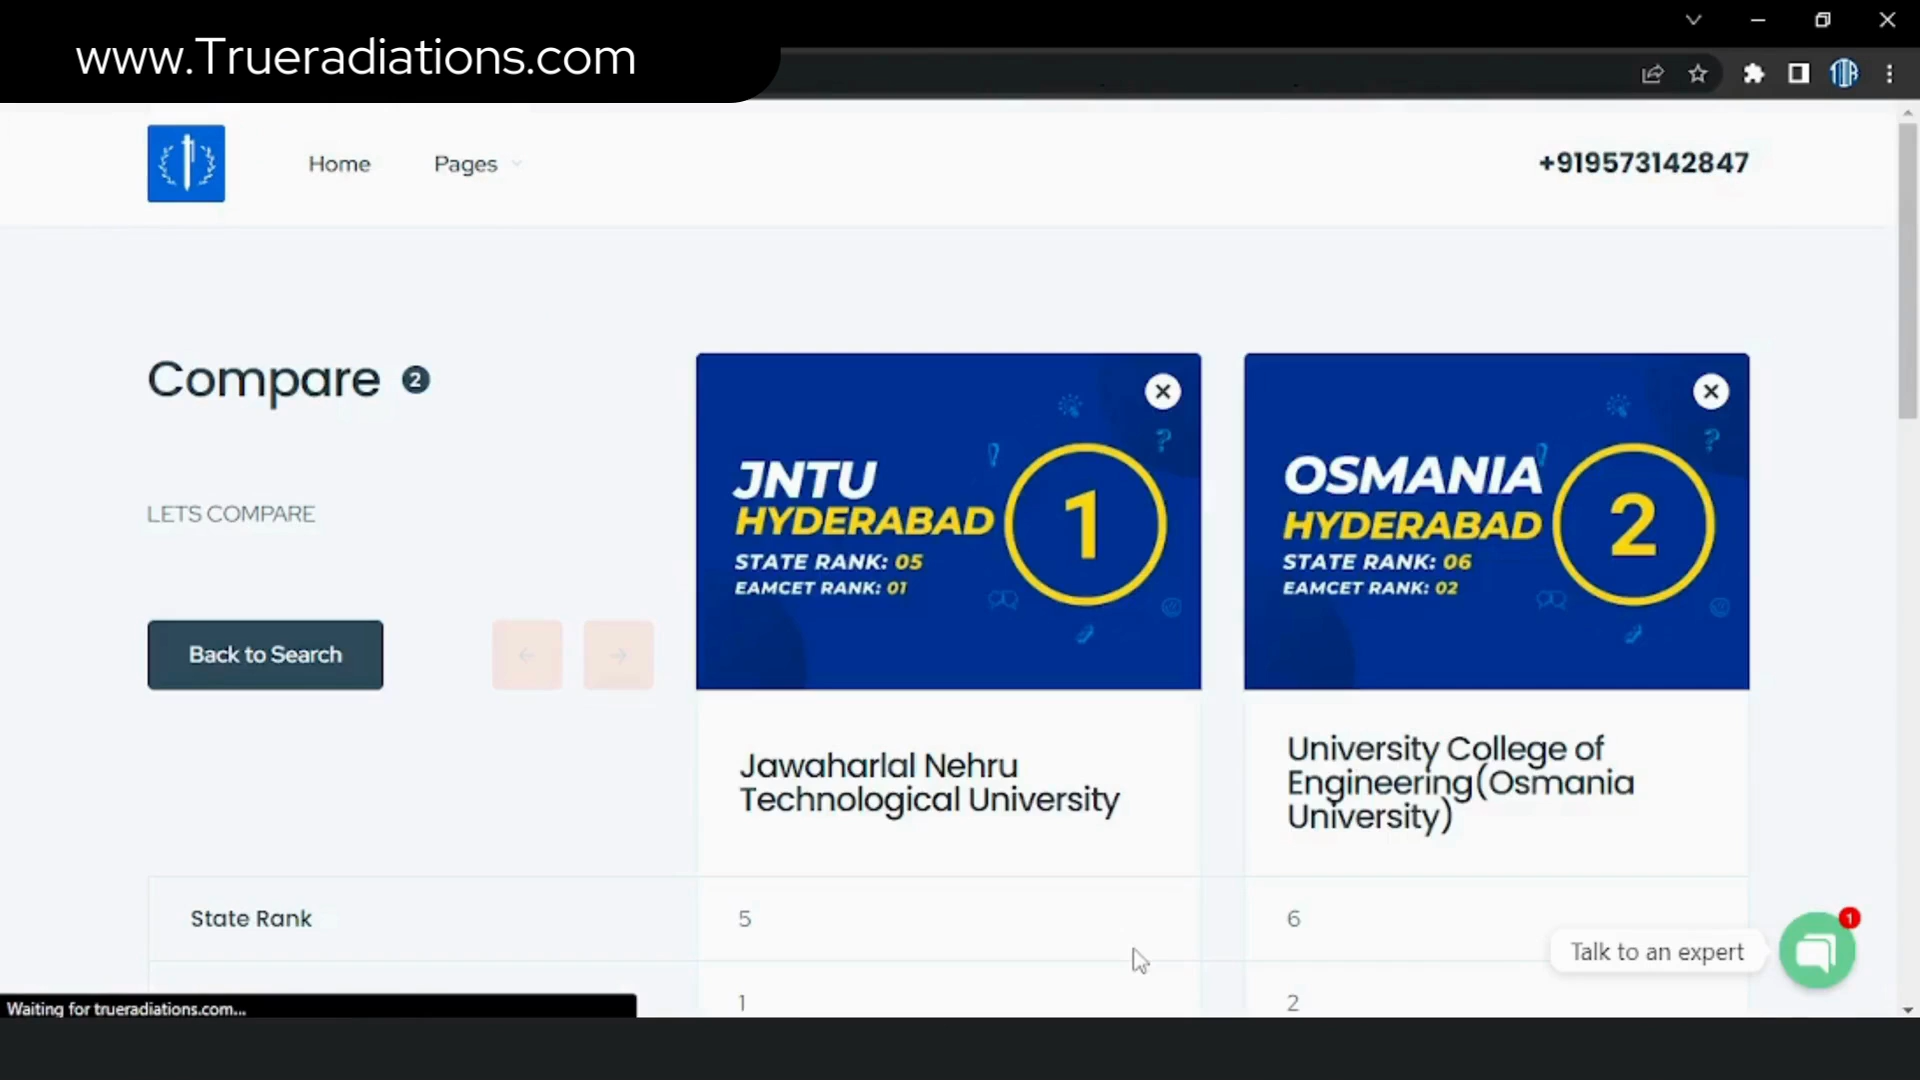 www.Trueradiations.com
Home
Pages
+919573142847
Compare 2
LETS COMPARE
Back to Search
JNTU
HYDERABAD
STATE RANK: 05
EAMCET RANK: 01
1
OSMANIA
HYDERABAD
STATE RANK: 06
EAMCET RANK: 02
2
Jawaharlal Nehru
Technological University
University College of
Engineering(Osmania
University)
State Rank
5
6
1
2
Talk to an expert
1
Waiting for trueradiations.com...